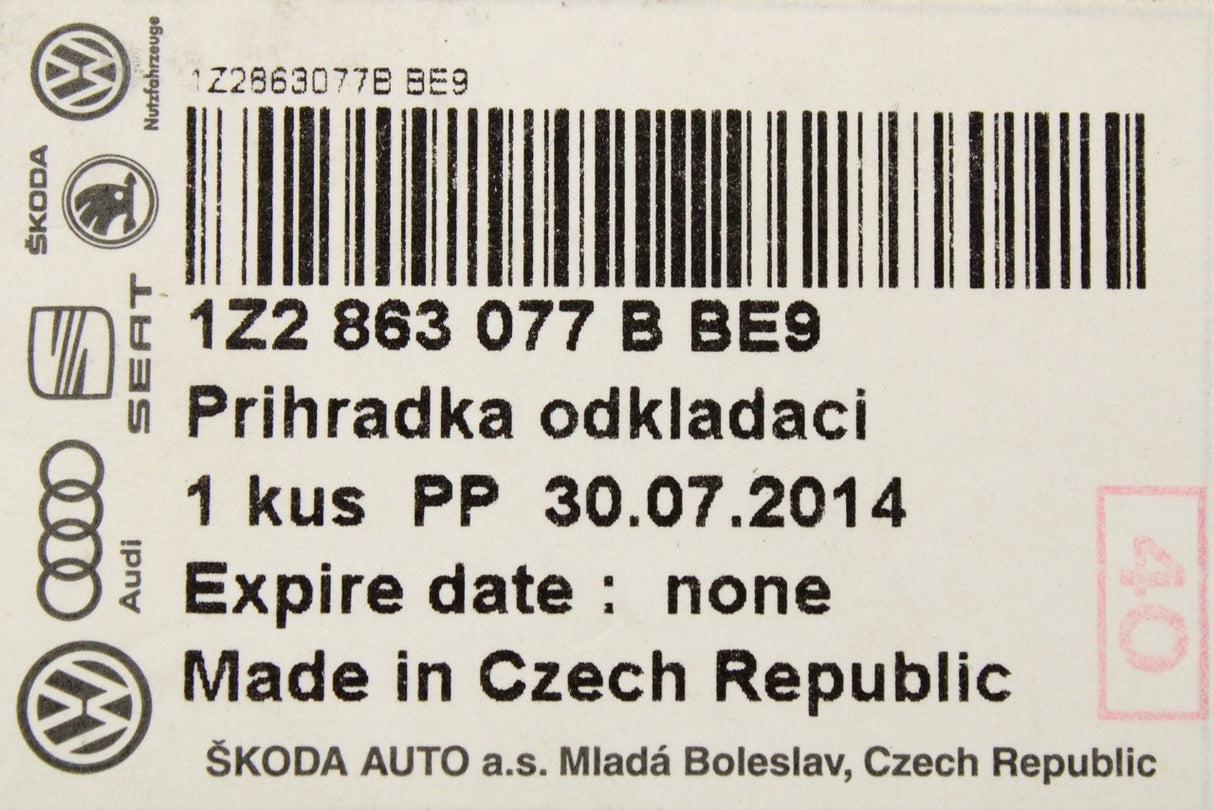 1Z2863077B BE9
1Z2 863 077 B BE9
Prihradka odkladaci
1 kus PP 30.07.2014
Expire date : none
Made in Czech Republic
ŠKODA AUTO a.s. Mladá Boleslav, Czech Republic
Nutzfahrzeuge
ŠKODA
SEAT
Audi
40